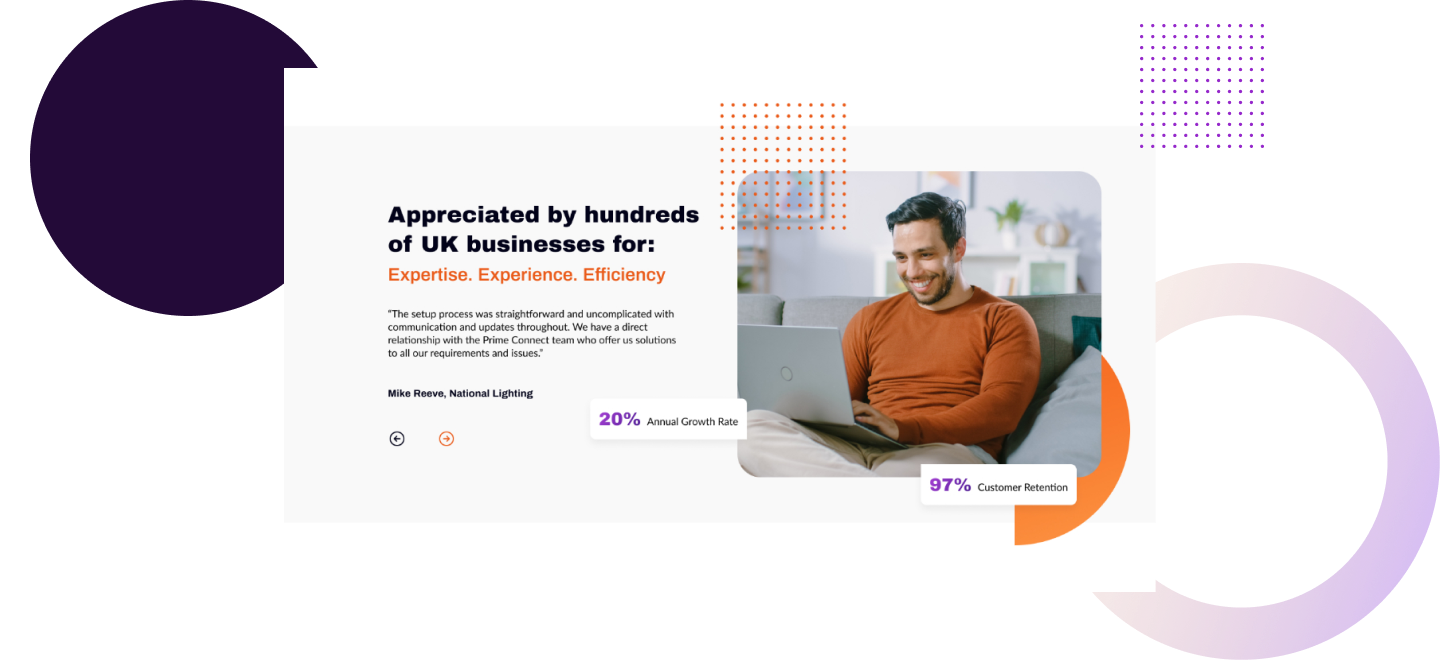 Appreciated by hundreds
of UK businesses for:
Expertise. Experience. Efficiency
“The setup process was straightforward and uncomplicated with
communication and updates throughout. We have a direct
relationship with the Prime Connect team who offer us solutions
to all our requirements and issues.”
Mike Reeve, National Lighting
20% Annual Growth Rate
97% Customer Retention